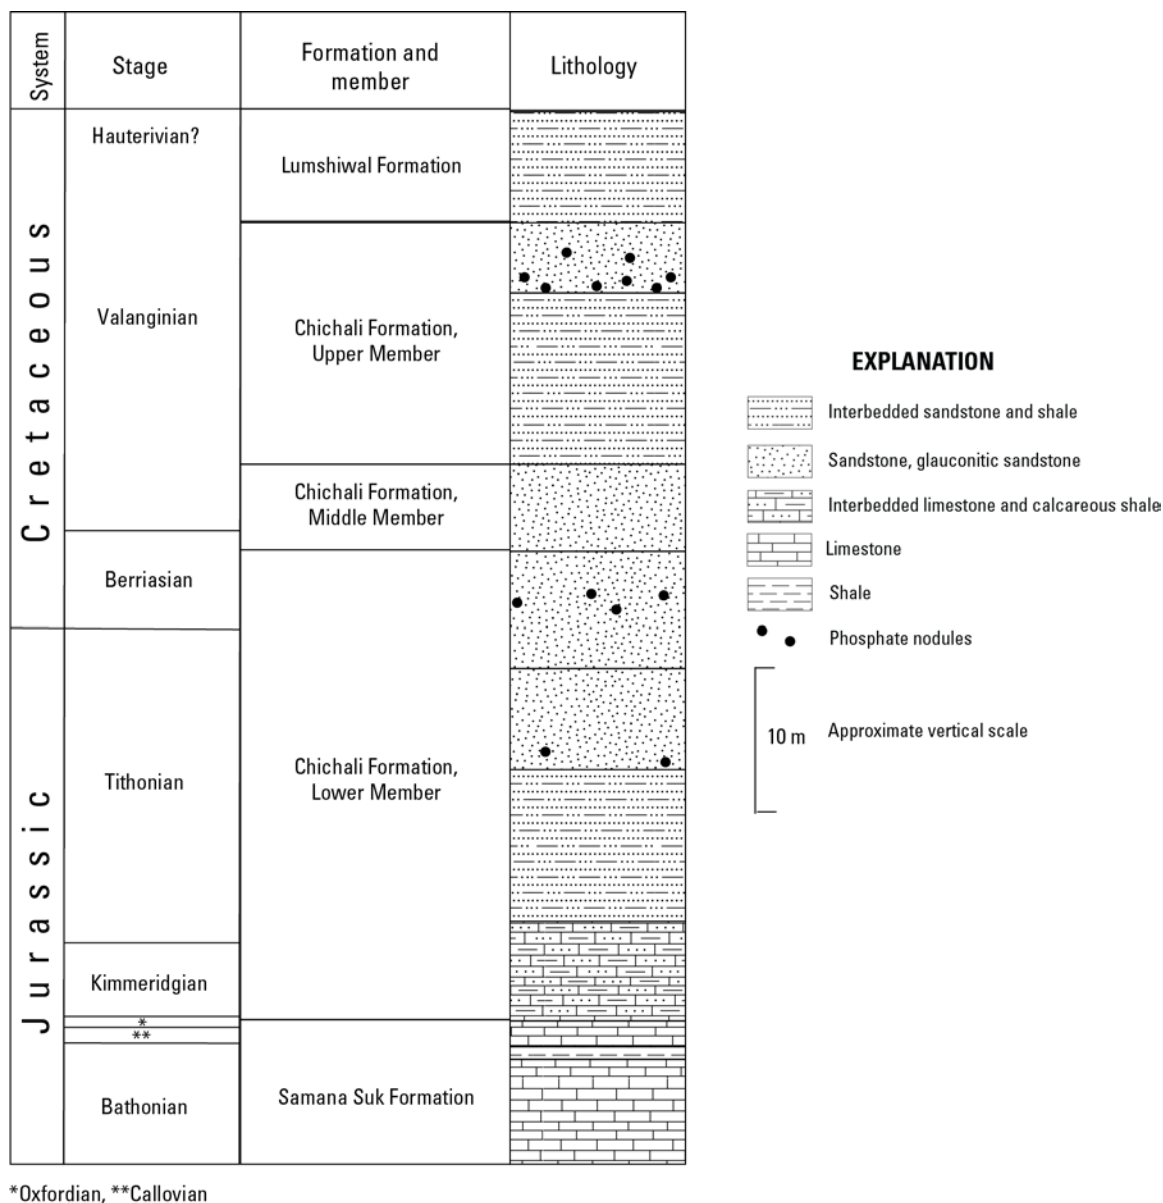 System
Stage
Formation and
member
Lithology
Cretaceous
Jurassic
Hauterivian?
Valanginian
Berriasian
Tithonian
Kimmeridgian
*
**
Bathonian
Lumshiwal Formation
Chichali Formation,
Upper Member
Chichali Formation,
Middle Member
Chichali Formation,
Lower Member
Samana Suk Formation
EXPLANATION
Interbedded sandstone and shale
Sandstone, glauconitic sandstone
Interbedded limestone and calcareous shale
Limestone
Shale
Phosphate nodules
10 m
Approximate vertical scale
*Oxfordian, **Callovian